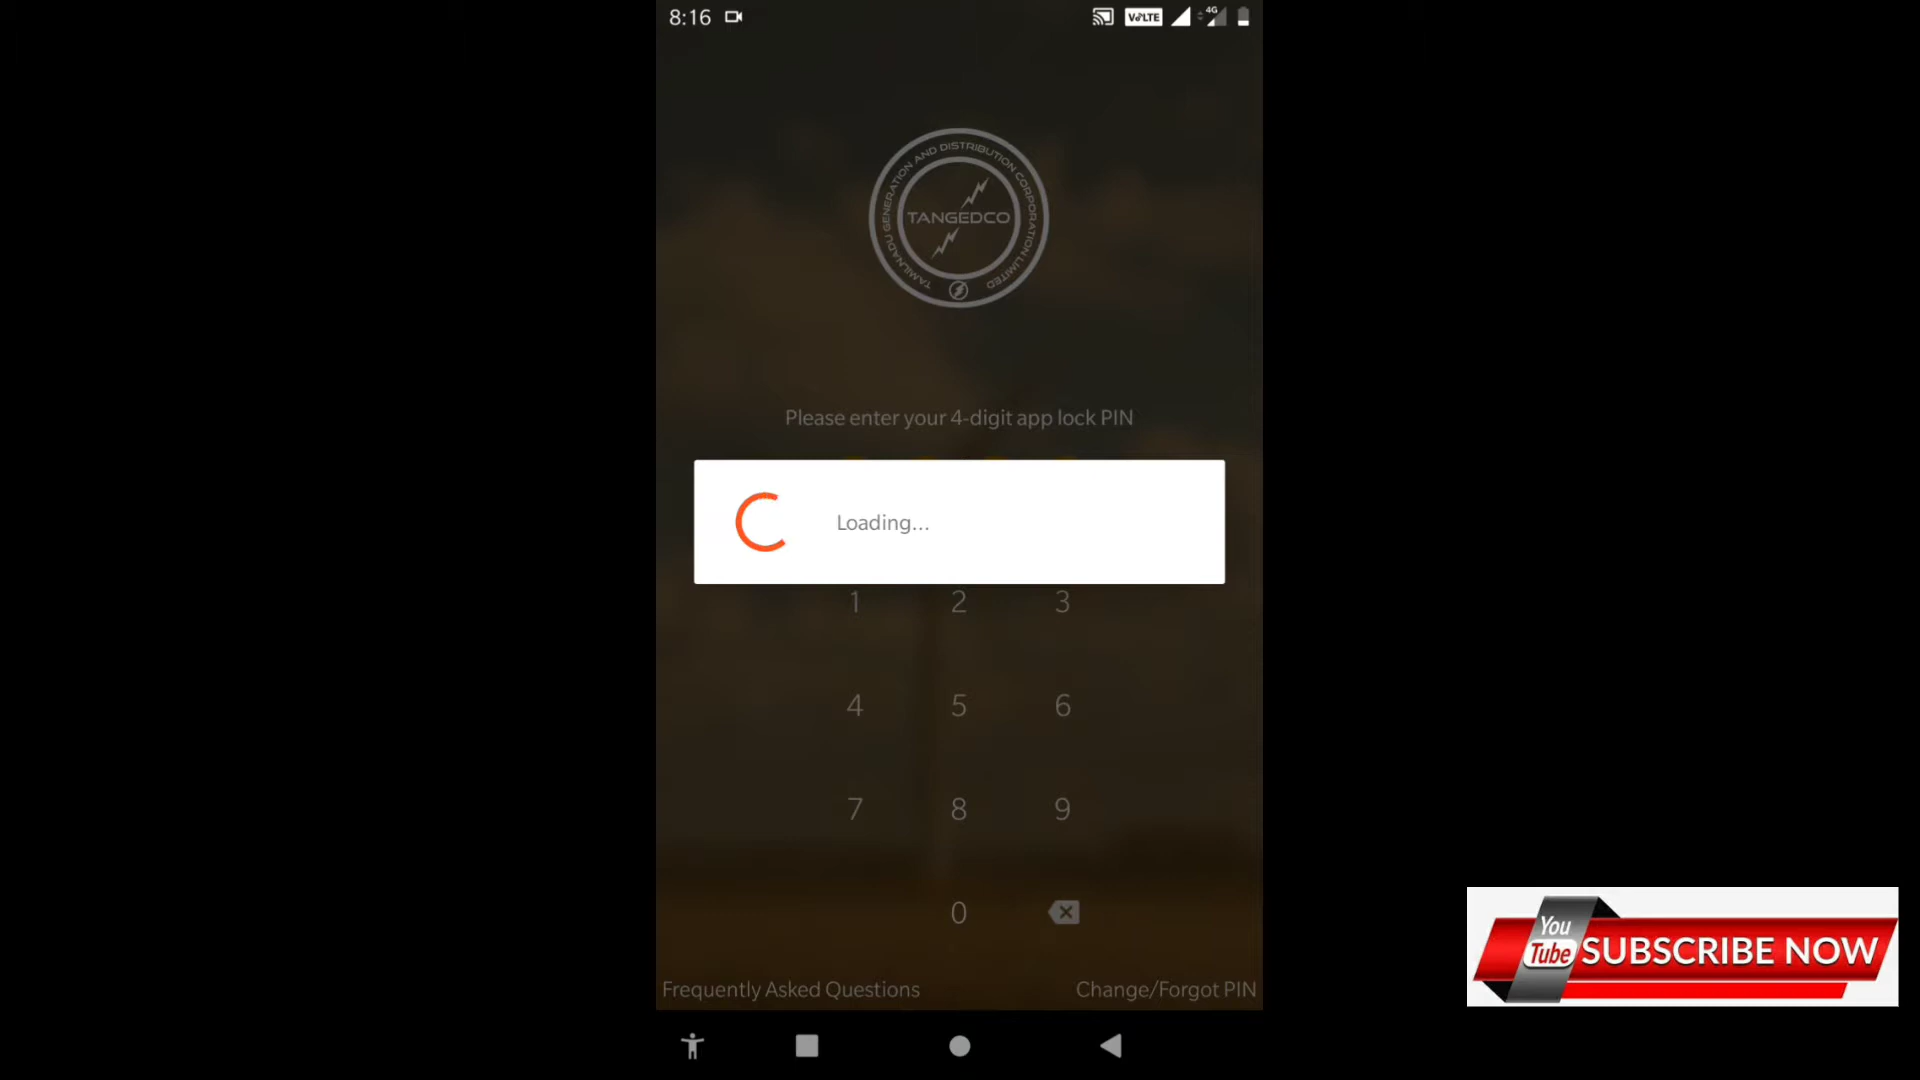 8:16
VoLTE
4G
TAMILNADU GENERATION AND DISTRIBUTION CORPORATION LIMITED
TANGEDCO
Please enter your 4-digit app lock PIN
Loading...
1 2 3
4 5 6
7 8 9
0
Frequently Asked Questions
Change/Forgot PIN
You
Tube
SUBSCRIBE NOW